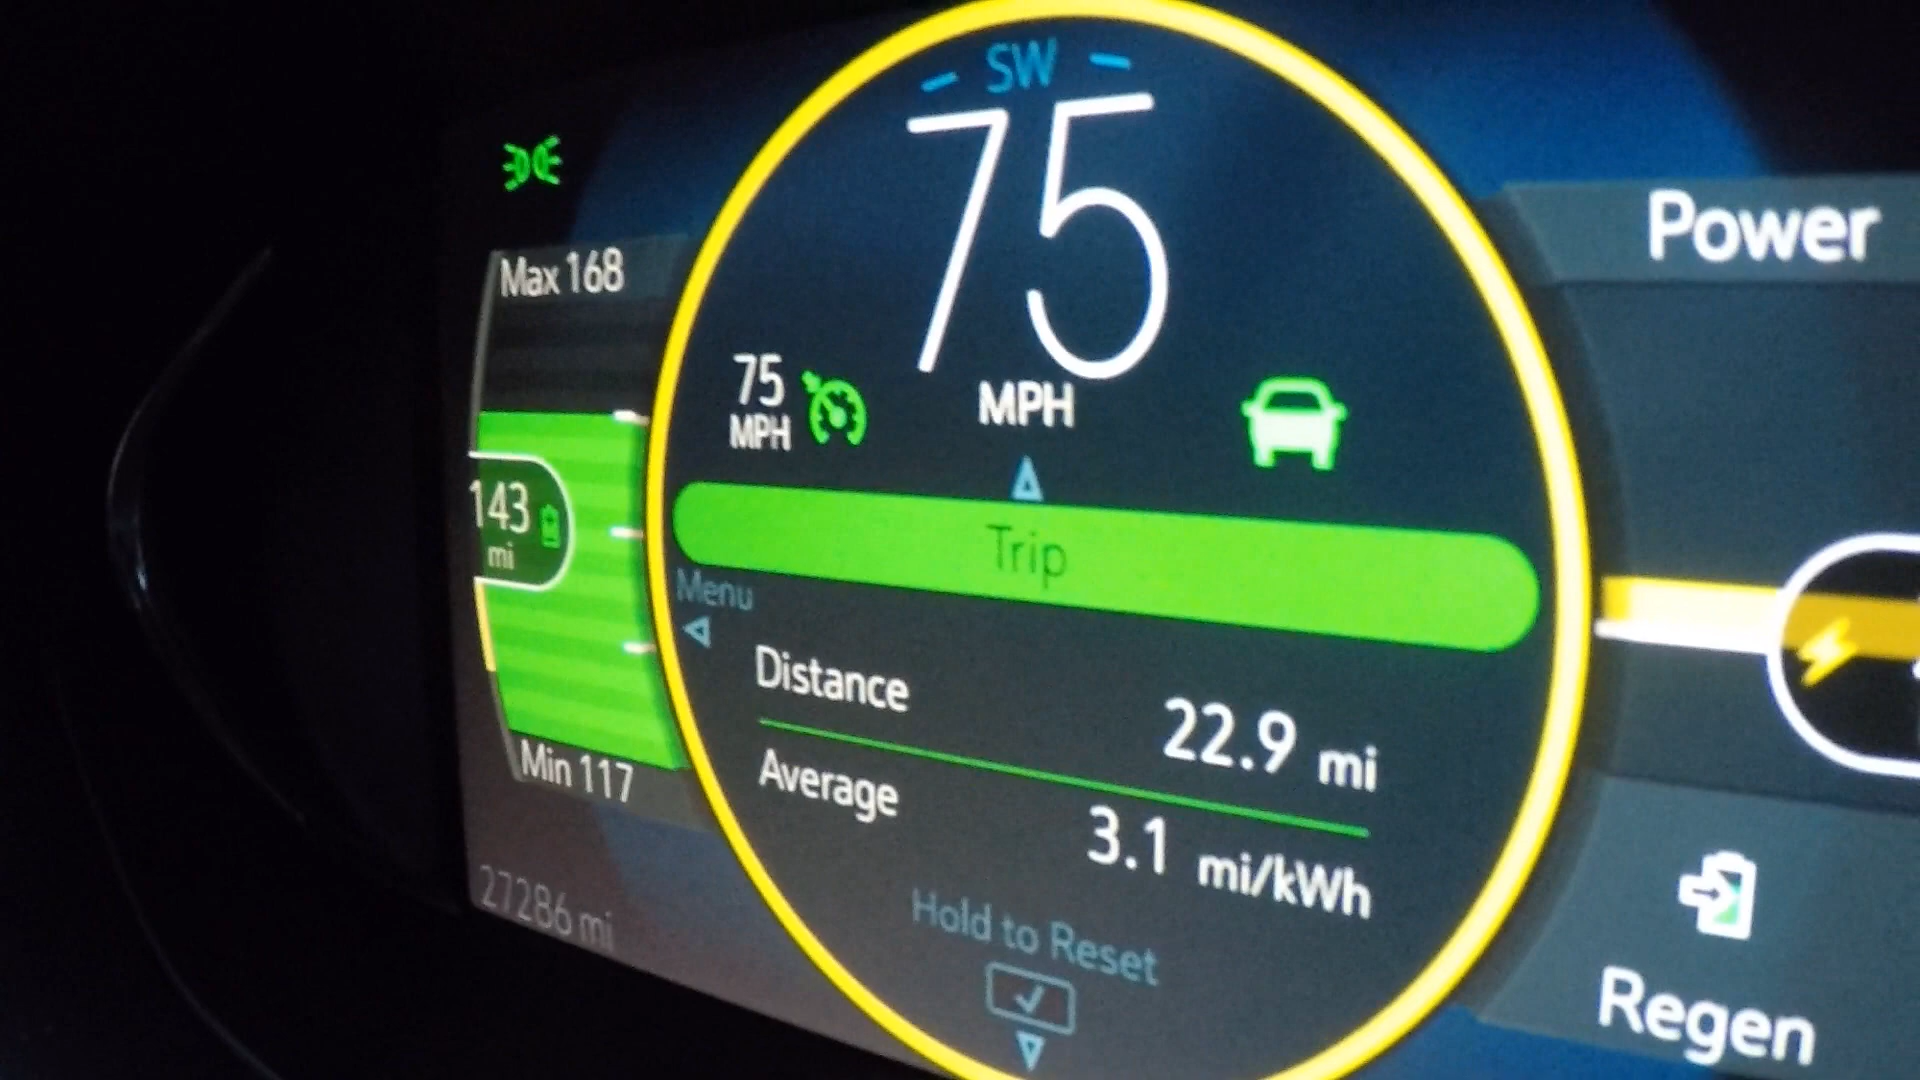 SW
75
MPH
75
MPH
Max 168
143
mi
Min 117
27286 mi
Trip
Menu
Distance
22.9 mi
Average
3.1 mi/kWh
Hold to Reset
Power
Regen